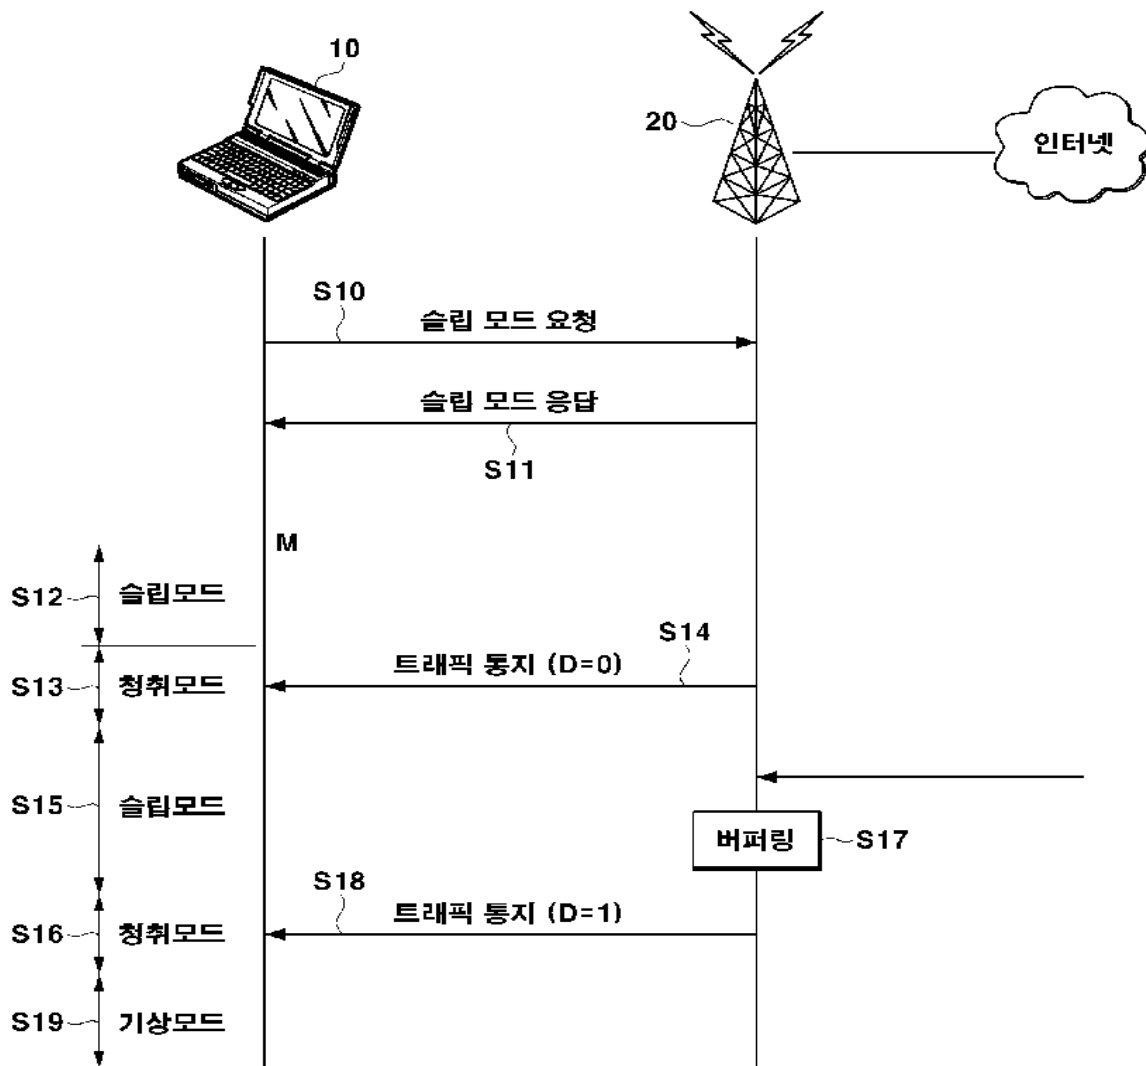 10
20
인터넷
S10
슬립 모드 요청
슬립 모드 응답
S11
M
S12
슬립모드
S14
트래픽 통지 (D=0)
S13
청취모드
S15
슬립모드
버퍼링
S17
S18
트래픽 통지 (D=1)
S16
청취모드
S19
기상모드